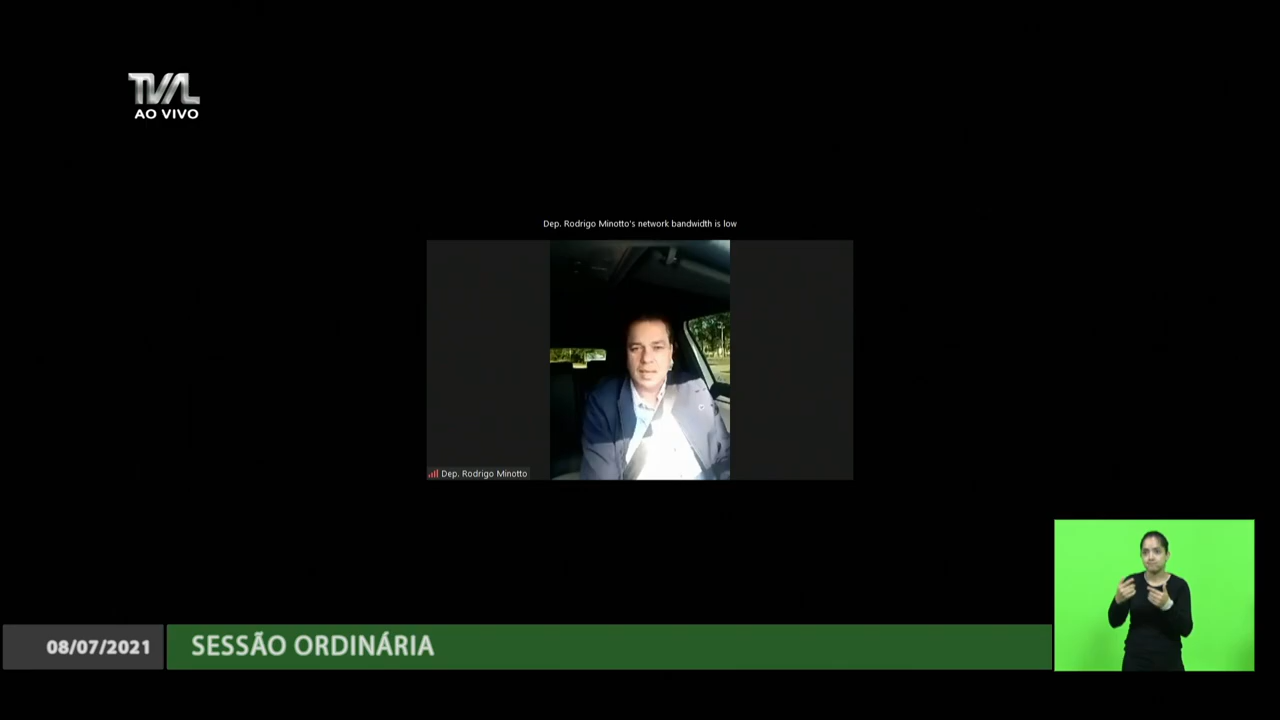 TVAL
AO VIVO
Dep. Rodrigo Minotto's network bandwidth is low
Dep. Rodrigo Minotto
08/07/2021
SESSÃO ORDINÁRIA